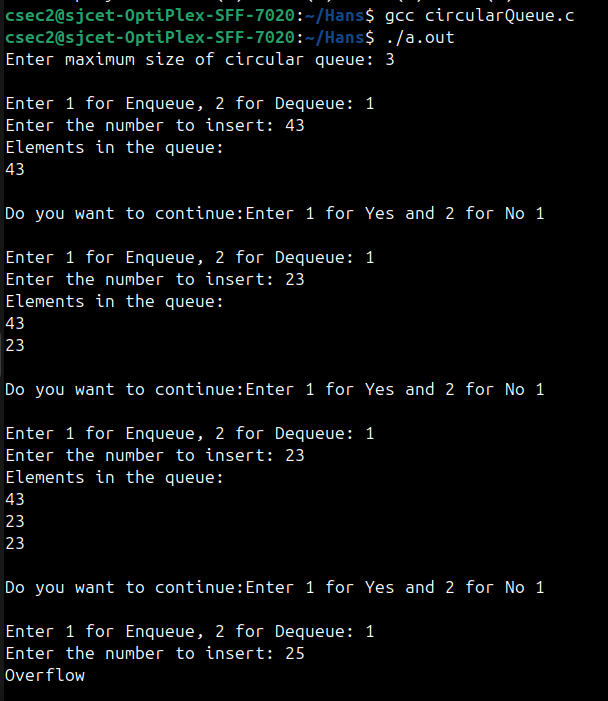 csec2@sjcet-OptiPlex-SFF-7020:~/Hans$ gcc circularQueue.c
csec2@sjcet-OptiPlex-SFF-7020:~/Hans$ ./a.out
Enter maximum size of circular queue: 3
Enter 1 for Enqueue, 2 for Dequeue: 1
Enter the number to insert: 43
Elements in the queue:
43
Do you want to continue:Enter 1 for Yes and 2 for No 1
Enter 1 for Enqueue, 2 for Dequeue: 1
Enter the number to insert: 23
Elements in the queue:
43
23
Do you want to continue:Enter 1 for Yes and 2 for No 1
Enter 1 for Enqueue, 2 for Dequeue: 1
Enter the number to insert: 23
Elements in the queue:
43
23
23
Do you want to continue:Enter 1 for Yes and 2 for No 1
Enter 1 for Enqueue, 2 for Dequeue: 1
Enter the number to insert: 25
Overflow